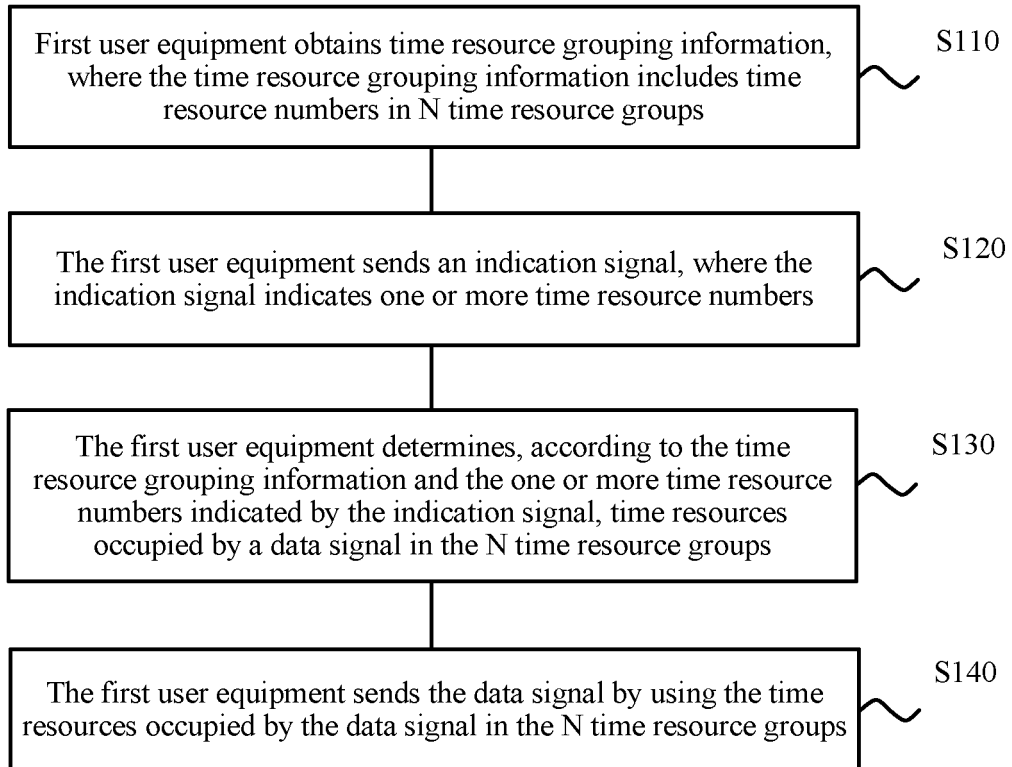 First user equipment obtains time resource grouping information,
where the time resource grouping information includes time
resource numbers in N time resource groups
S110
The first user equipment sends an indication signal, where the
indication signal indicates one or more time resource numbers
S120
The first user equipment determines, according to the time
resource grouping information and the one or more time resource
numbers indicated by the indication signal, time resources
occupied by a data signal in the N time resource groups
S130
The first user equipment sends the data signal by using the time
resources occupied by the data signal in the N time resource groups
S140